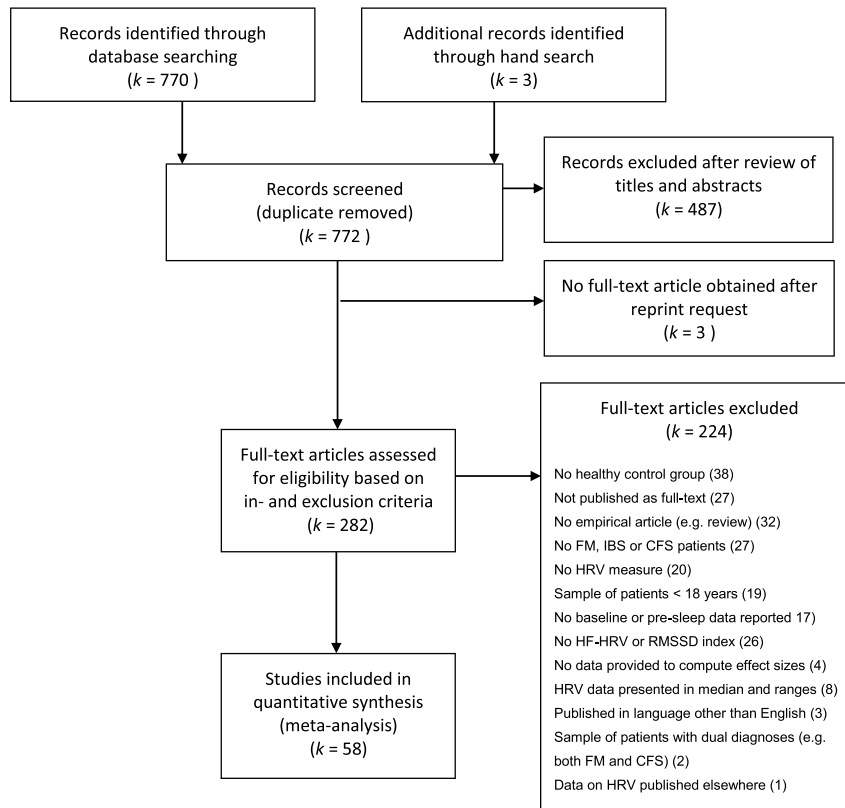 Records identified through
database searching
(k = 770 )
Additional records identified
through hand search
(k = 3)
Records screened
(duplicate removed)
(k = 772 )
Records excluded after review of
titles and abstracts
(k = 487)
No full-text article obtained after
reprint request
(k = 3 )
Full-text articles assessed
for eligibility based on
in- and exclusion criteria
(k = 282)
Full-text articles excluded
(k = 224)
No healthy control group (38)
Not published as full-text (27)
No empirical article (e.g. review) (32)
No FM, IBS or CFS patients (27)
No HRV measure (20)
Sample of patients < 18 years (19)
No baseline or pre-sleep data reported 17)
No HF-HRV or RMSSD index (26)
No data provided to compute effect sizes (4)
HRV data presented in median and ranges (8)
Published in language other than English (3)
Sample of patients with dual diagnoses (e.g.
both FM and CFS) (2)
Data on HRV published elsewhere (1)
Studies included in
quantitative synthesis
(meta-analysis)
(k = 58)